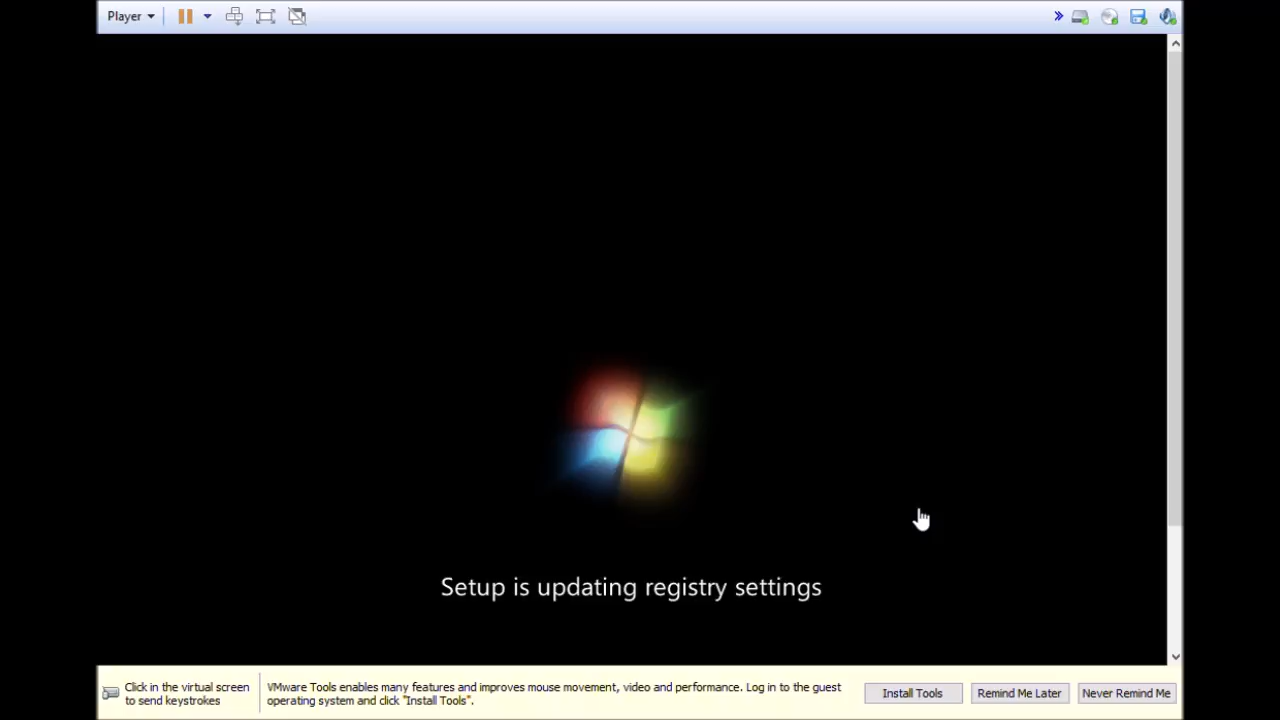 Player
Setup is updating registry settings
Click in the virtual screen
to send keystrokes
VMware Tools enables many features and improves mouse movement, video and performance. Log in to the guest
operating system and click "Install Tools".
Install Tools
Remind Me Later
Never Remind Me